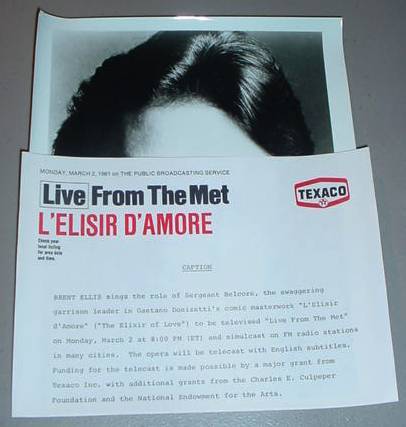 MONDAY, MARCH 2, 1981 on THE PUBLIC BROADCASTING SERVICE
Live From The Met
TEXACO
T
L'ELISIR D'AMORE
Check your
local listing
for area date
and time.
CAPTION
BRENT ELLIS sings the role of Sergeant Belcore, the swaggering
garrison leader in Gaetano Donizetti's comic masterwork "L'Elisir
d'Amore" ("The Elixir of Love") to be televised "Live From The Met"
on Monday, March 2 at 8:00 PM (ET) and simulcast on FM radio stations
in many cities. The opera will be telecast with English subtitles.
Funding for the telecast is made possible by a major grant from
Texaco Inc. with additional grants from the Charles E. Culpeper
Foundation and the National Endowment for the Arts.